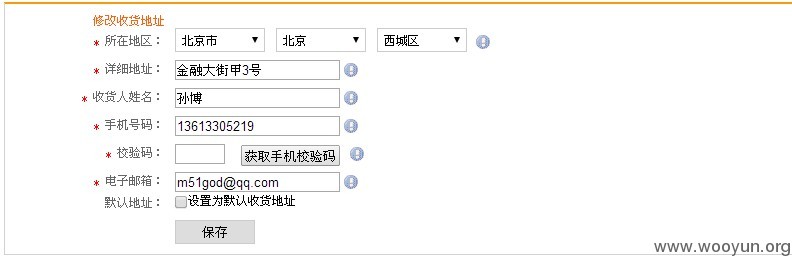 修改收货地址
* 所在地区： 北京市 北京 西城区
* 详细地址： 金融大街甲3号
* 收货人姓名： 孙博
* 手机号码： 13613305219
* 校验码： 获取手机校验码
* 电子邮箱： m51god@qq.com
默认地址： 设置为默认收货地址
保存
www.wooyun.org